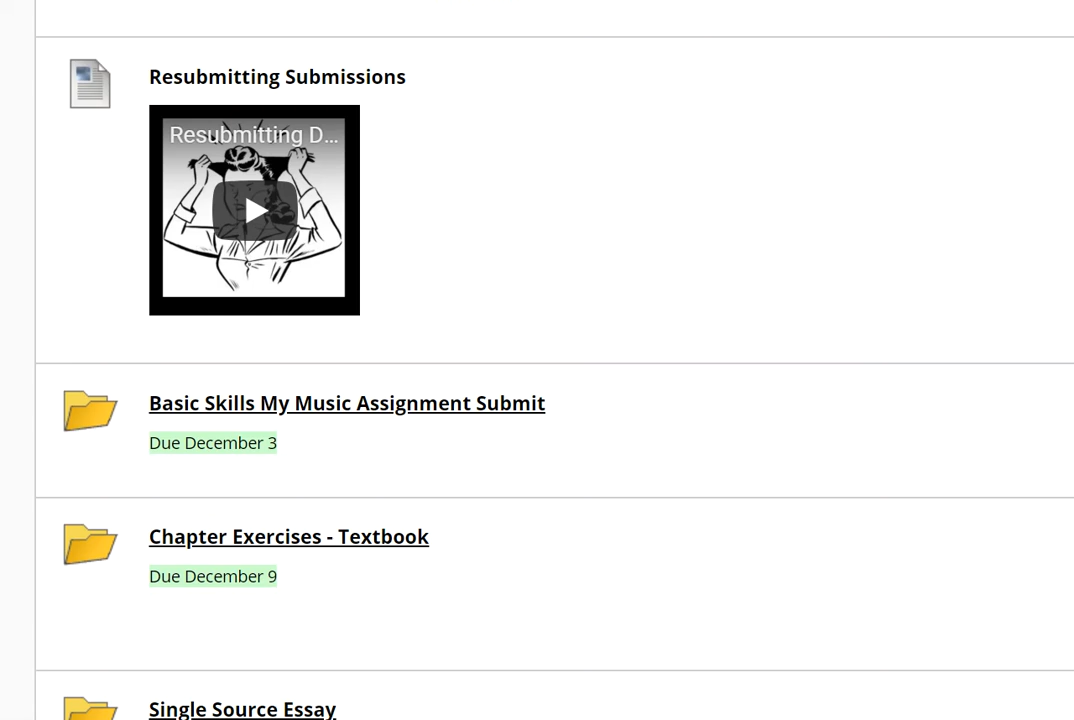 Resubmitting Submissions
Resubmitting D...
Basic Skills My Music Assignment Submit
Due December 3
Chapter Exercises - Textbook
Due December 9
Single Source Essay